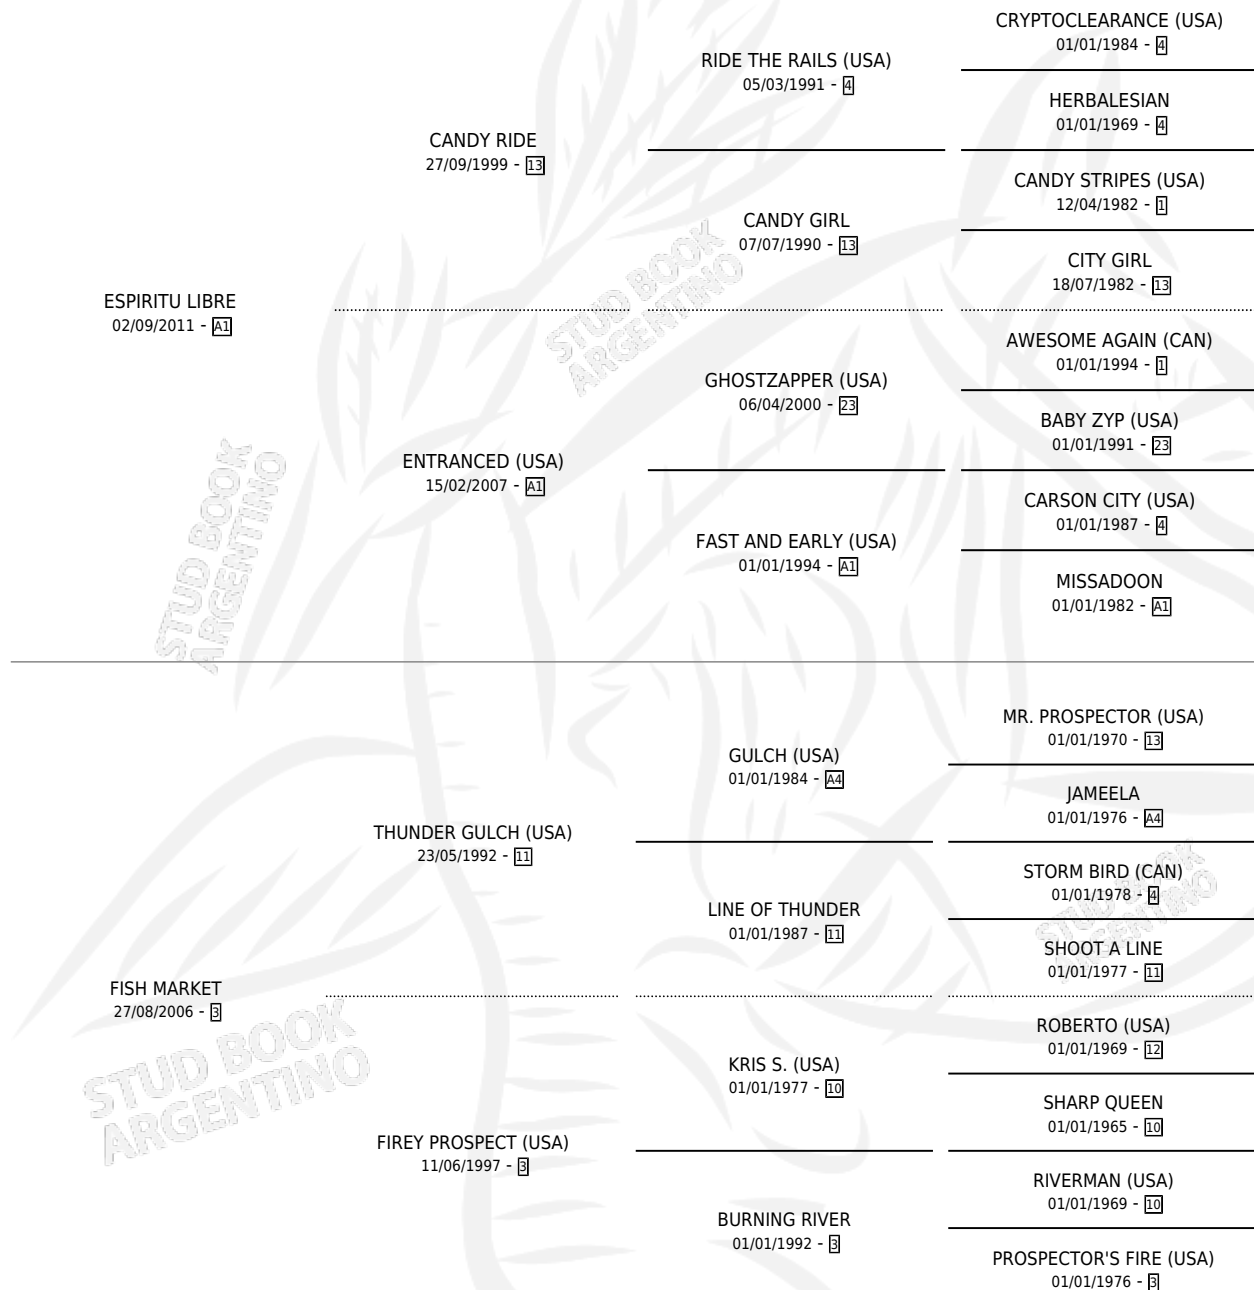 CRYPTOCLEARANCE (USA)
01/01/1984 - 4
RIDE THE RAILS (USA)
05/03/1991 - 4
HERBALESIAN
01/01/1969 - 4
CANDY RIDE
27/09/1999 - 13
CANDY STRIPES (USA)
12/04/1982 - 1
CANDY GIRL
07/07/1990 - 13
CITY GIRL
18/07/1982 - 13
ESPIRITU LIBRE
02/09/2011 - A1
STUD BOOK
ARGENTINO
AWESOME AGAIN (CAN)
01/01/1994 - 1
GHOSTZAPPER (USA)
06/04/2000 - 23
BABY ZYP (USA)
01/01/1991 - 23
ENTRANCED (USA)
15/02/2007 - A1
CARSON CITY (USA)
01/01/1987 - 4
FAST AND EARLY (USA)
01/01/1994 - A1
MISSADOON
01/01/1982 - A1
STUD BOOK
ARGENTINO
MR. PROSPECTOR (USA)
01/01/1970 - 13
GULCH (USA)
01/01/1984 - A4
JAMEELA
01/01/1976 - A4
THUNDER GULCH (USA)
23/05/1992 - 11
STORM BIRD (CAN)
01/01/1978 - 4
LINE OF THUNDER
01/01/1987 - 11
STUD BOOK
ARGENTINO
SHOOT A LINE
01/01/1977 - 11
FISH MARKET
27/08/2006 - 3
STUD BOOK
ARGENTINO
ROBERTO (USA)
01/01/1969 - 12
KRIS S. (USA)
01/01/1977 - 10
SHARP QUEEN
01/01/1965 - 10
FIREY PROSPECT (USA)
11/06/1997 - 3
RIVERMAN (USA)
01/01/1969 - 10
BURNING RIVER
01/01/1992 - 3
PROSPECTOR'S FIRE (USA)
01/01/1976 - 3